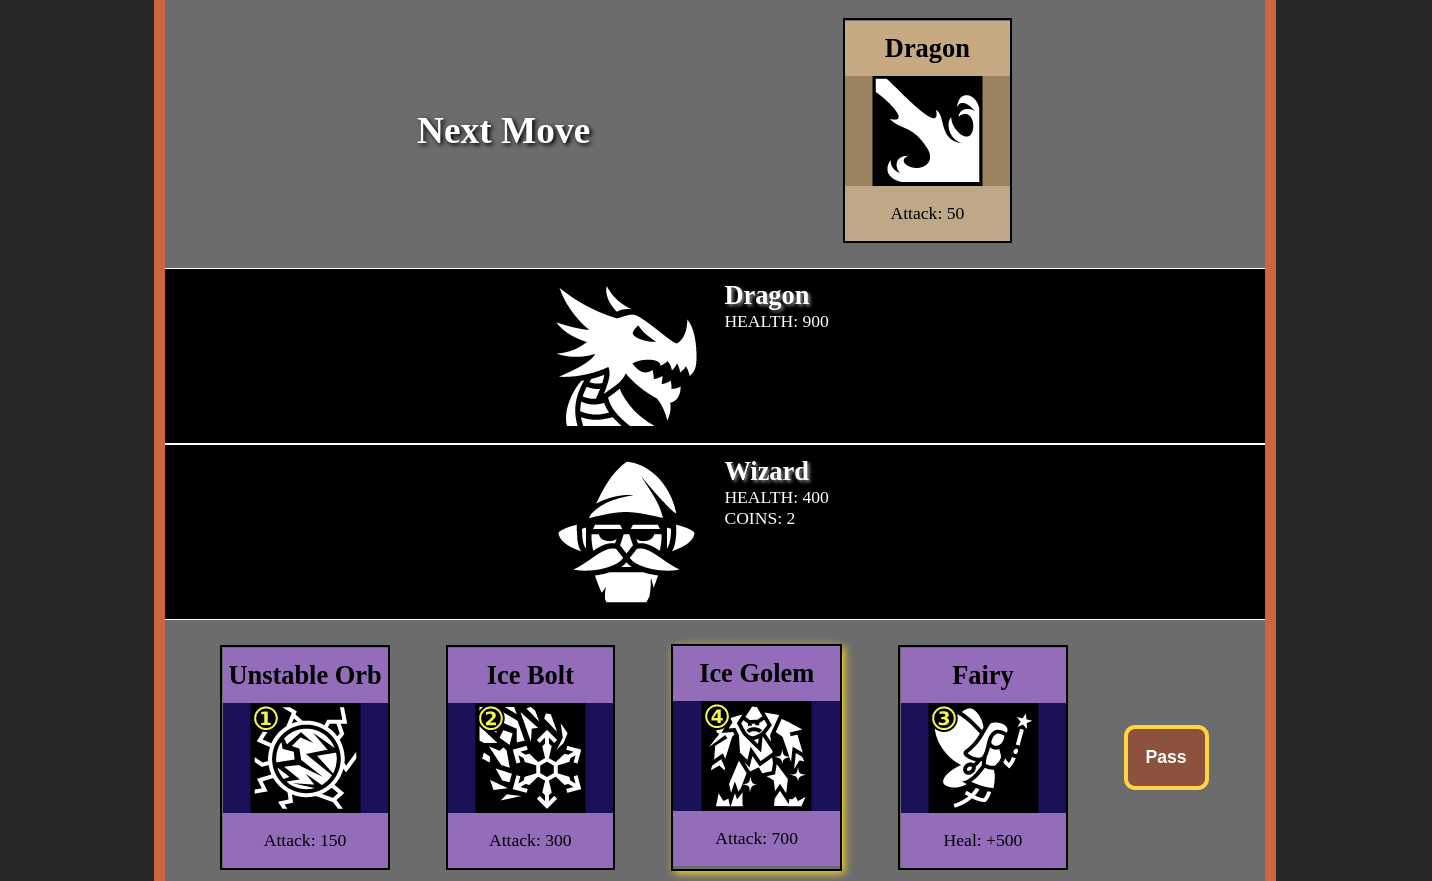 Dragon
Next Move
Attack: 50
Dragon
HEALTH: 900
Wizard
HEALTH: 400
COINS: 2
Unstable Orb
1
Attack: 150
Ice Bolt
2
Attack: 300
Ice Golem
4
Attack: 700
Fairy
3
Heal: +500
Pass